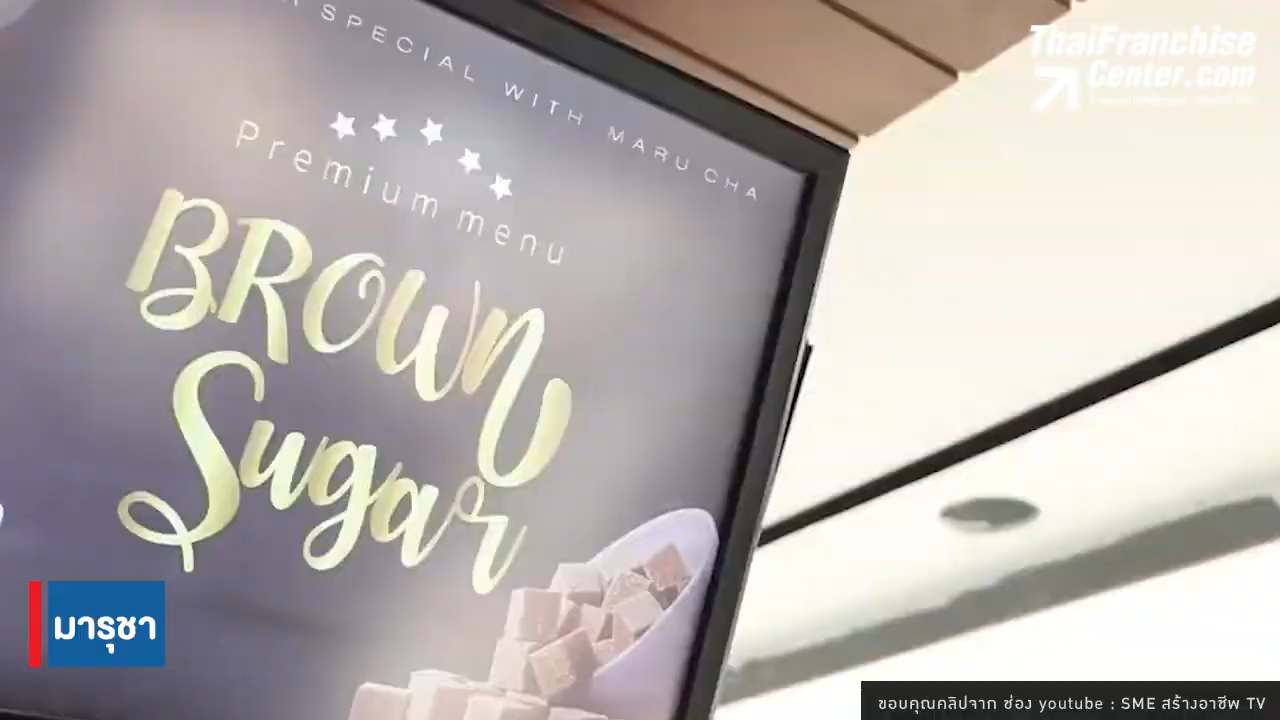 SPECIAL WITH MARU CHA
Premium menu
BROWN
Sugar
ThaiFranchise
Center.com
มารุชา
ขอบคุณคลิปจาก ช่อง youtube : SME สร้างอาชีพ TV